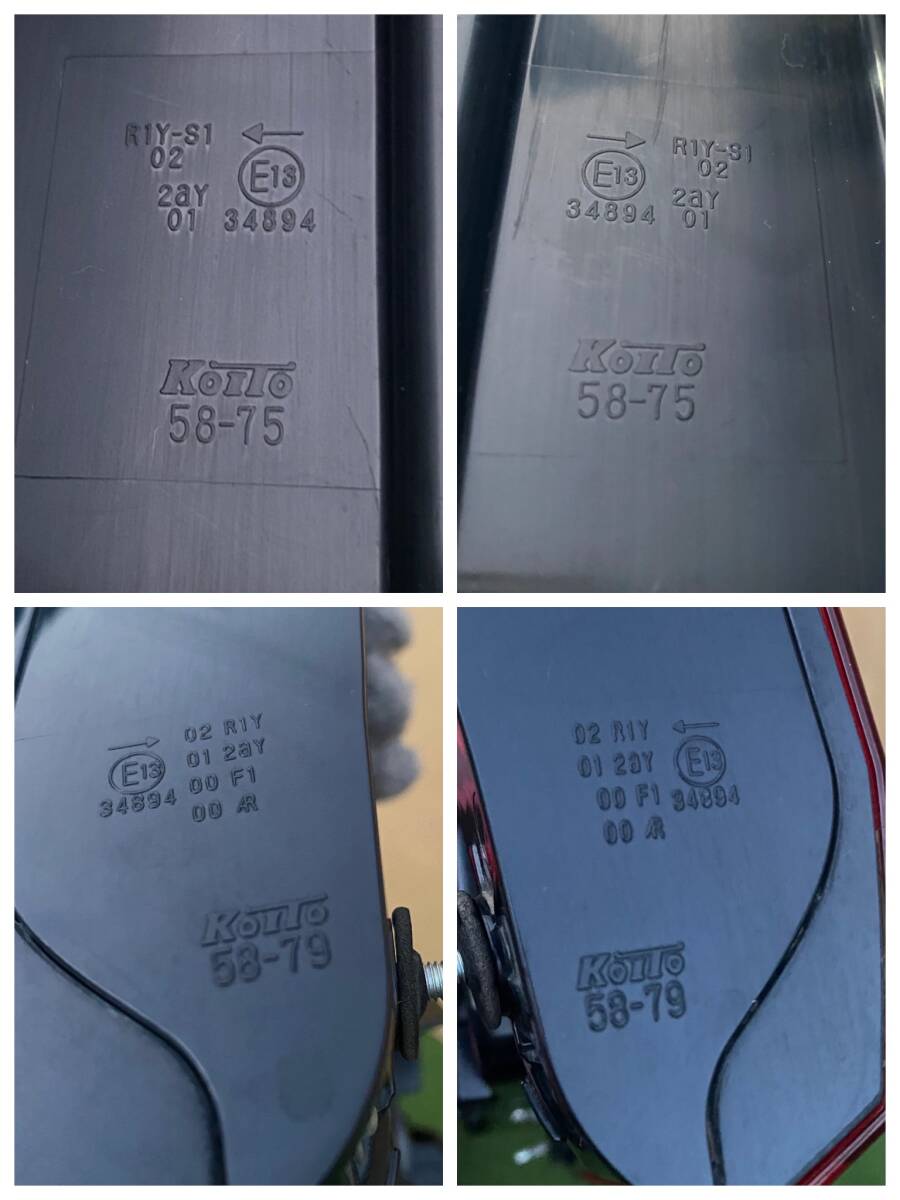 R1Y-S1 ←
02 E13
2aY
01 34894
KoiTo
58-75
→ R1Y-S1
E13 02
34894 2aY
01
KoiTo
58-75
→ 02 R1Y
E13 01 2aY
34894 00 F1
00 AR
KoiTo
58-79
02 R1Y ←
01 2aY E13
00 F1 34894
00 AR
KoiTo
58-79